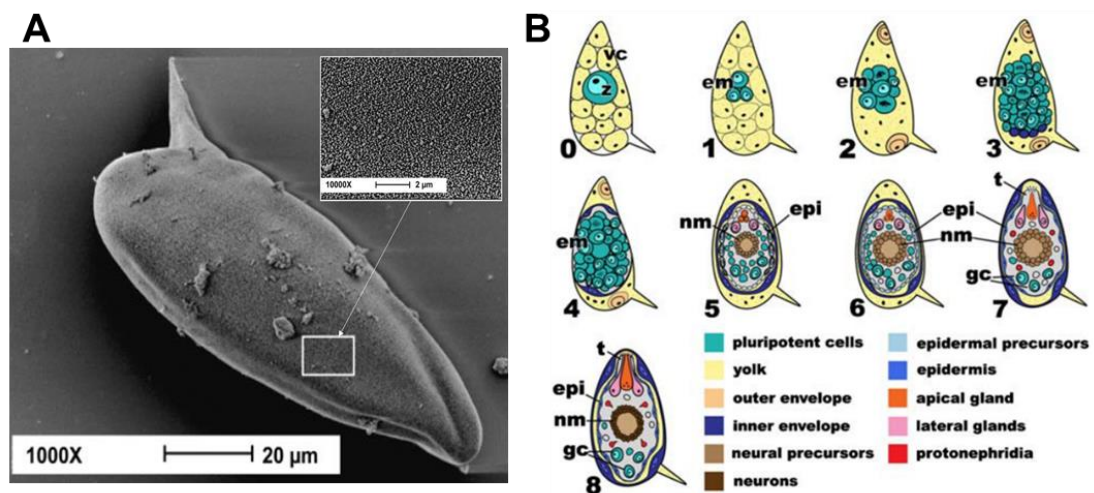 A
10000X 2 µm
1000X 20 µm
B
vc
z
0
em
1
em
2
em
3
em
4
nm
epi
5
6
t
epi
nm
gc
7
t
epi
nm
gc
8
pluripotent cells
yolk
outer envelope
inner envelope
neural precursors
neurons
epidermal precursors
epidermis
apical gland
lateral glands
protonephridia